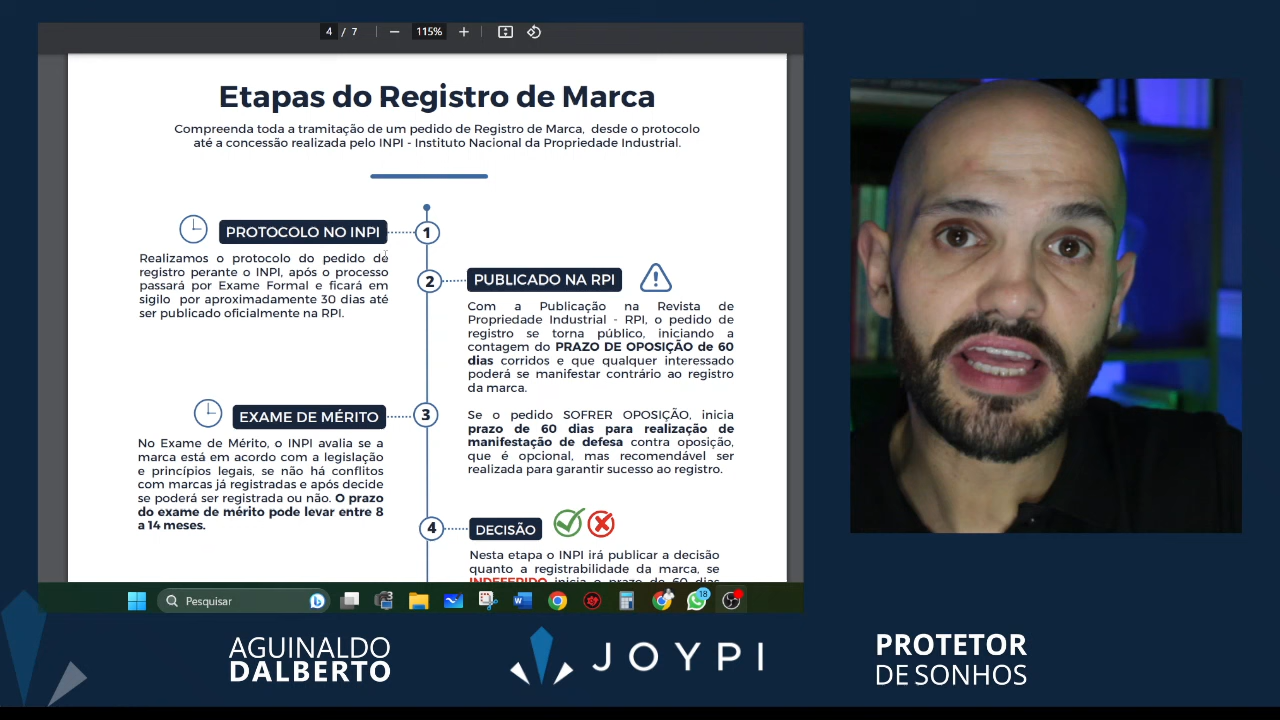 4 / 7
115%
Etapas do Registro de Marca
Compreenda toda a tramitação de um pedido de Registro de Marca, desde o protocolo
até a concessão realizada pelo INPI - Instituto Nacional da Propriedade Industrial.
PROTOCOLO NO INPI
1
Realizamos o protocolo do pedido de
registro perante o INPI, após o processo
passará por Exame Formal e ficará em
sigilo por aproximadamente 30 dias até
ser publicado oficialmente na RPI.
2
PUBLICADO NA RPI
Com a Publicação na Revista de
Propriedade Industrial - RPI, o pedido de
registro se torna público, iniciando a
contagem do PRAZO DE OPOSIÇÃO de 60
dias corridos e que qualquer interessado
poderá se manifestar contrário ao registro
da marca.
Se o pedido SOFRER OPOSIÇÃO, inicia
prazo de 60 dias para realização de
manifestação de defesa contra oposição,
que é opcional, mas recomendável ser
realizada para garantir sucesso ao registro.
EXAME DE MÉRITO
3
No Exame de Mérito, o INPI avalia se a
marca está em acordo com a legislação
e princípios legais, se não há conflitos
com marcas já registradas e após decide
se poderá ser registrada ou não. O prazo
do exame de mérito pode levar entre 8
a 14 meses.
4
DECISÃO
Nesta etapa o INPI irá publicar a decisão
quanto a registrabilidade da marca, se
INDEFERIDO inicia o prazo de 60 dias
Pesquisar
18
AGUINALDO
DALBERTO
JOYPI
PROTETOR
DE SONHOS